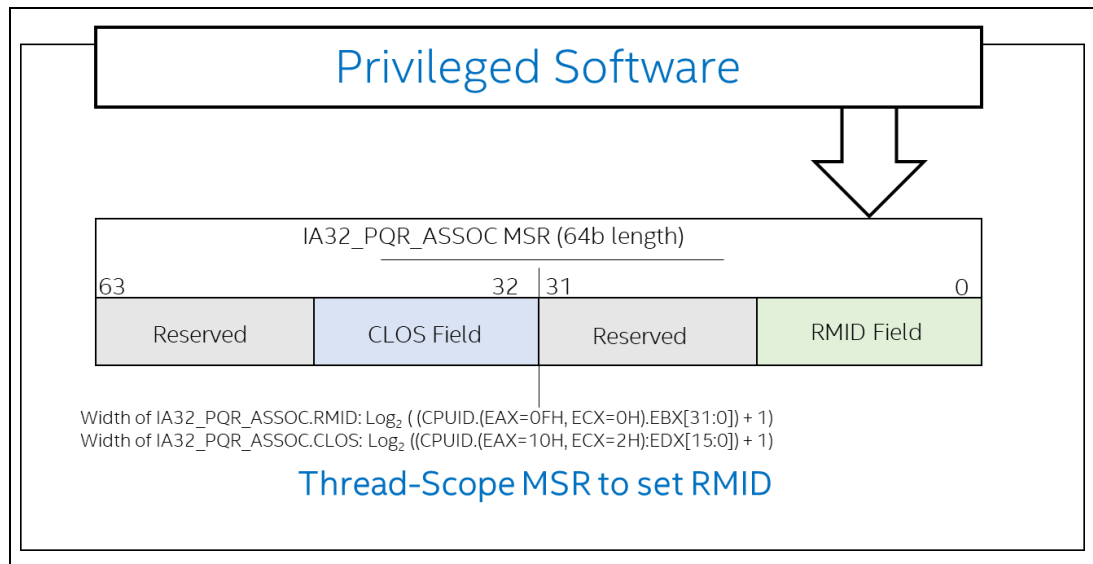 Privileged Software
IA32_PQR_ASSOC MSR (64b length)
63 32 31 0
Reserved CLOS Field Reserved RMID Field
Width of IA32_PQR_ASSOC.RMID: Log₂ ( (CPUID.(EAX=0FH, ECX=0H).EBX[31:0]) + 1)
Width of IA32_PQR_ASSOC.CLOS: Log₂ ((CPUID.(EAX=10H, ECX=2H):EDX[15:0]) + 1)
Thread-Scope MSR to set RMID